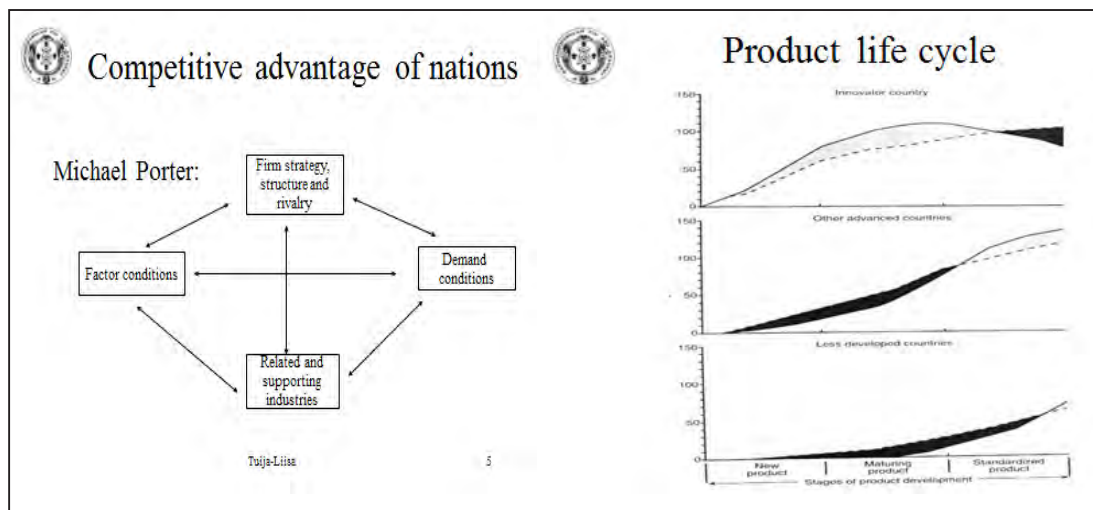 Competitive advantage of nations
Michael Porter:
Firm strategy,
structure and
rivalry
Factor conditions
Demand
conditions
Related and
supporting
industries
Tuija-Liisa
5
Product life cycle
Innovator country
150
100
50
0
Other advanced countries
150
100
50
0
Less developed countries
150
100
50
0
New
product
Maturing
product
Standardized
product
Stages of product development